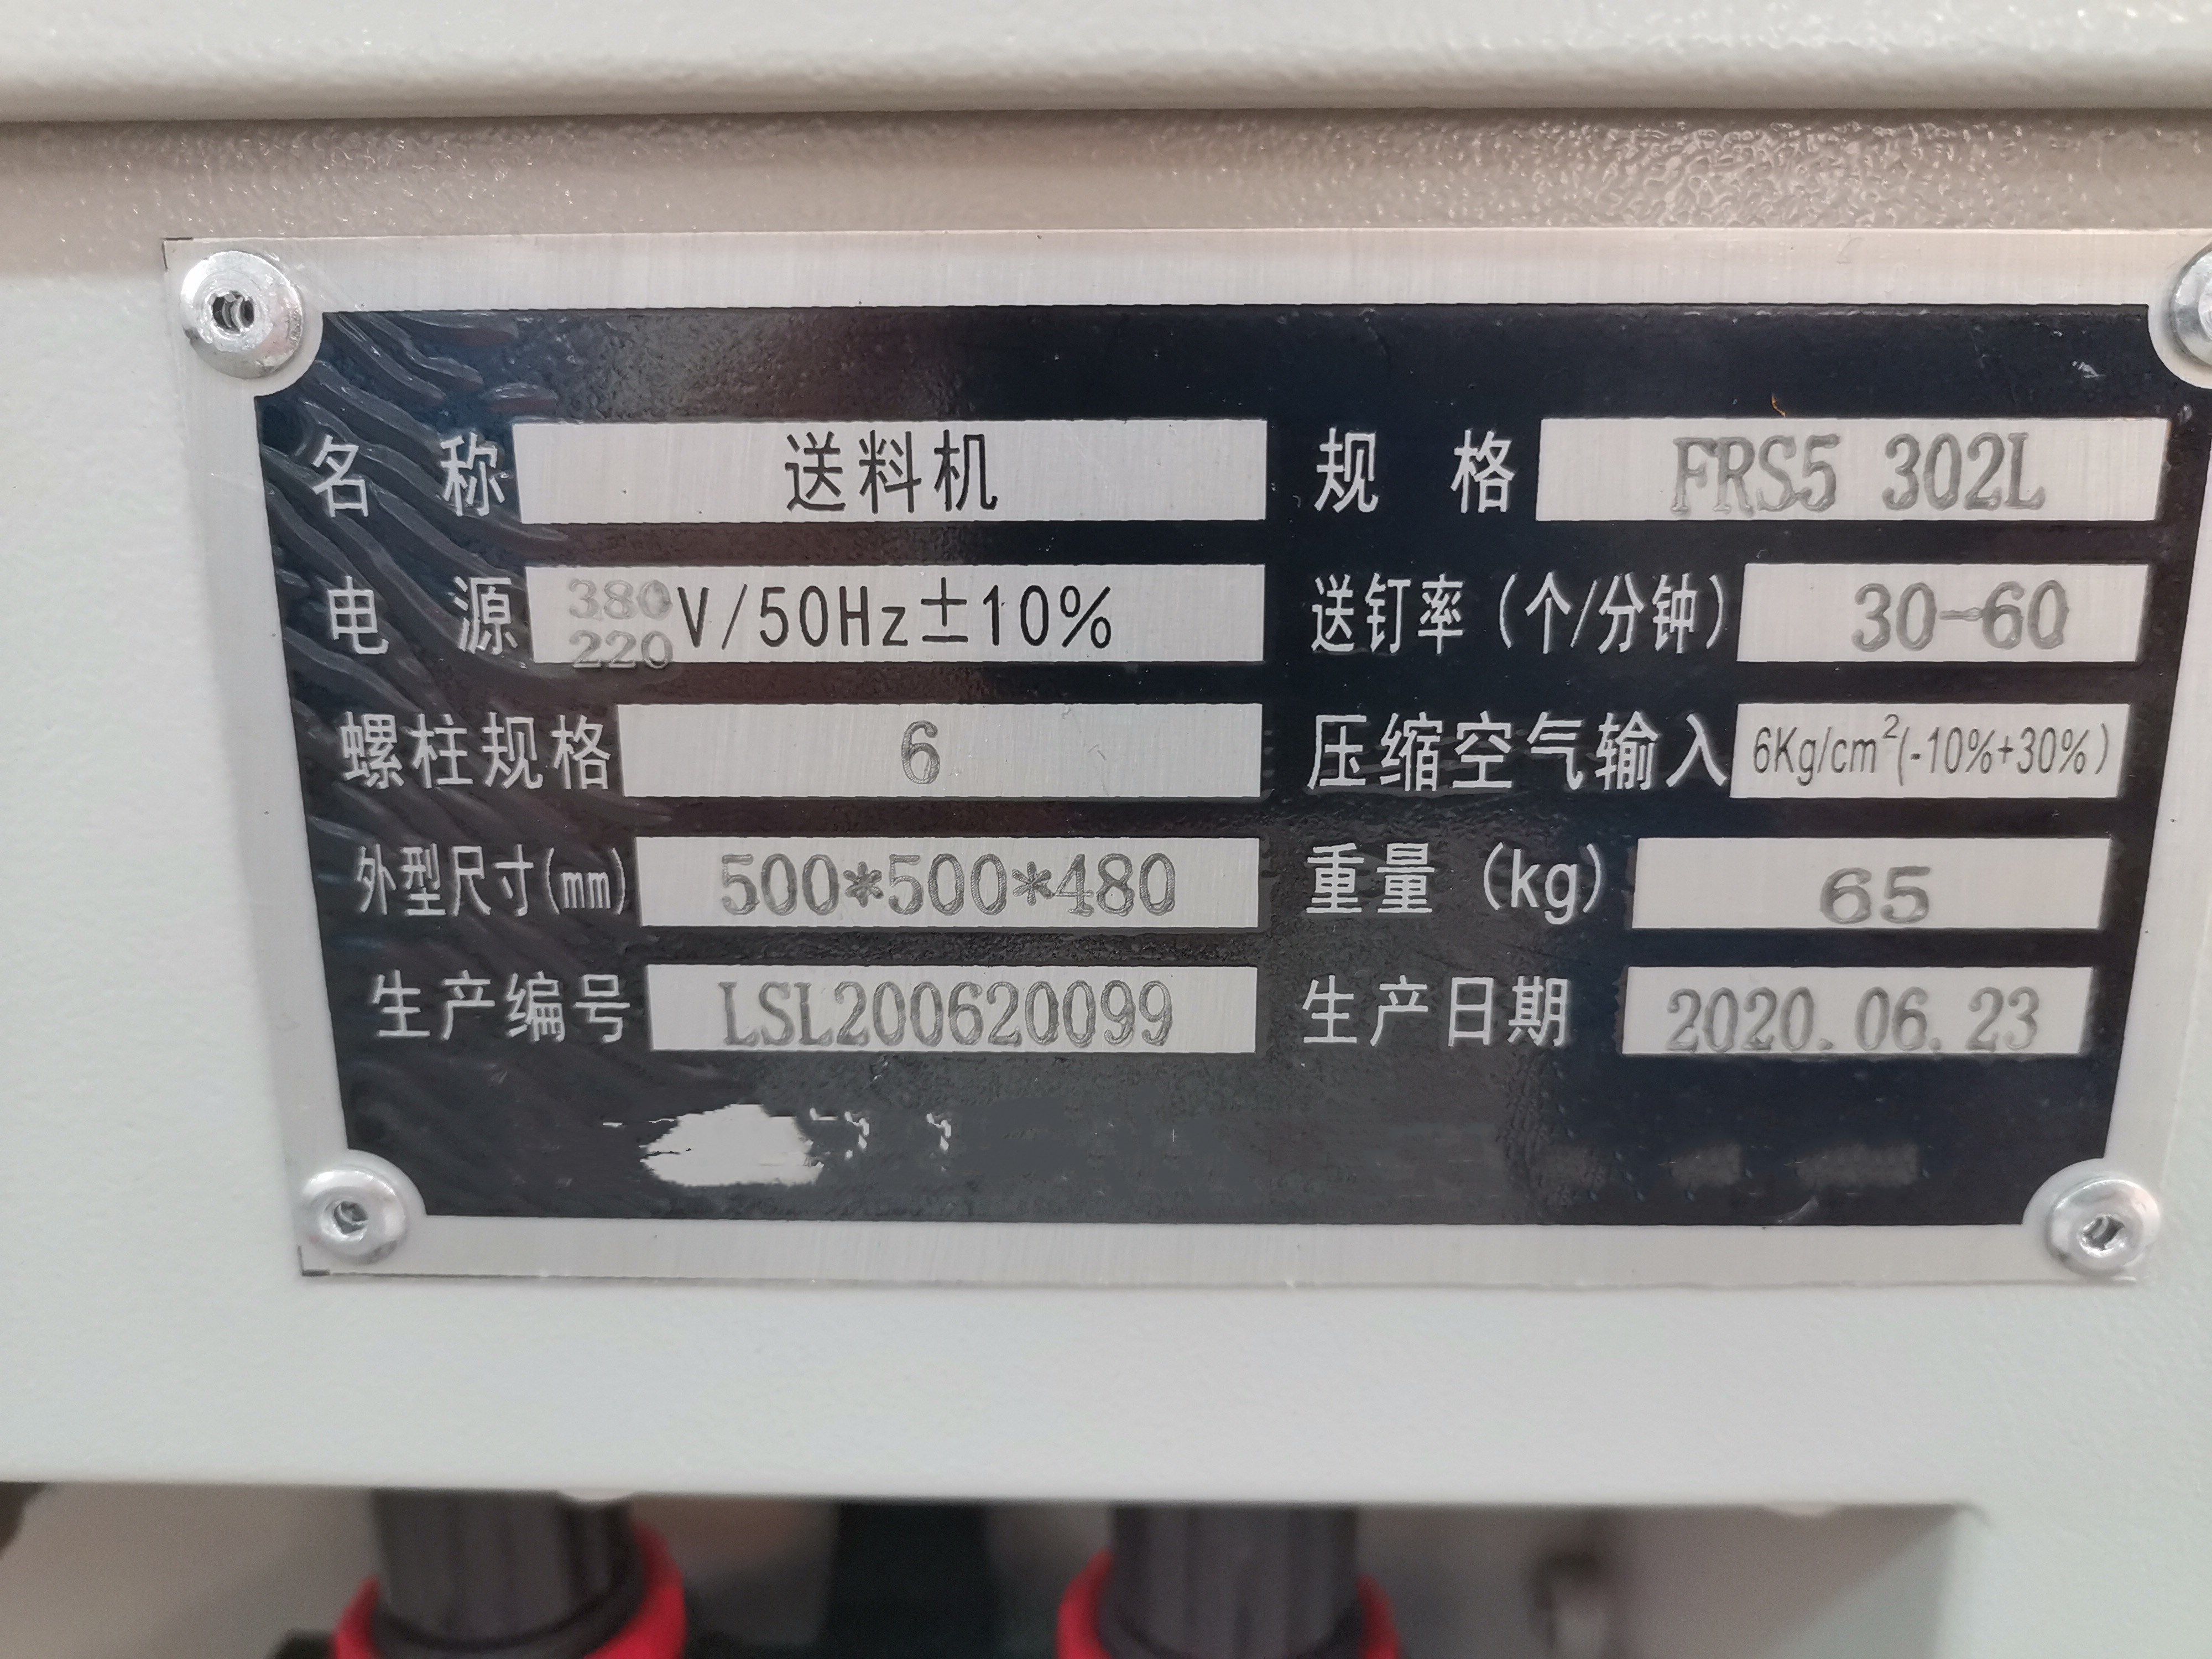 名 称 送料机 规 格 FRS5 302L
电 源 380 220 V/50Hz±10% 送钉率（个/分钟） 30-60
螺柱规格 6 压缩空气输入 6Kg/cm²(-10%+30%)
外型尺寸(mm) 500*500*480 重量（kg） 65
生产编号 LSL200620099 生产日期 2020.06.23